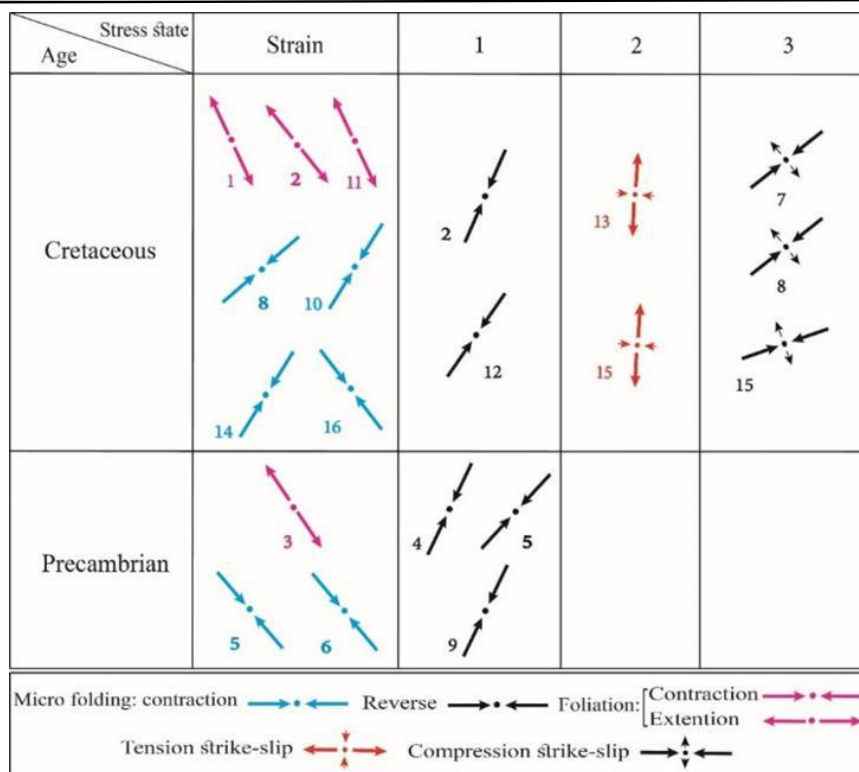 Stress state
Age
Strain
1
2
3
Cretaceous
1
2
11
8
10
14
16
2
12
13
15
7
8
15
Precambrian
3
5
6
4
5
9
Micro folding: contraction
Reverse
Foliation:
Contraction
Extention
Tension strike-slip
Compression strike-slip